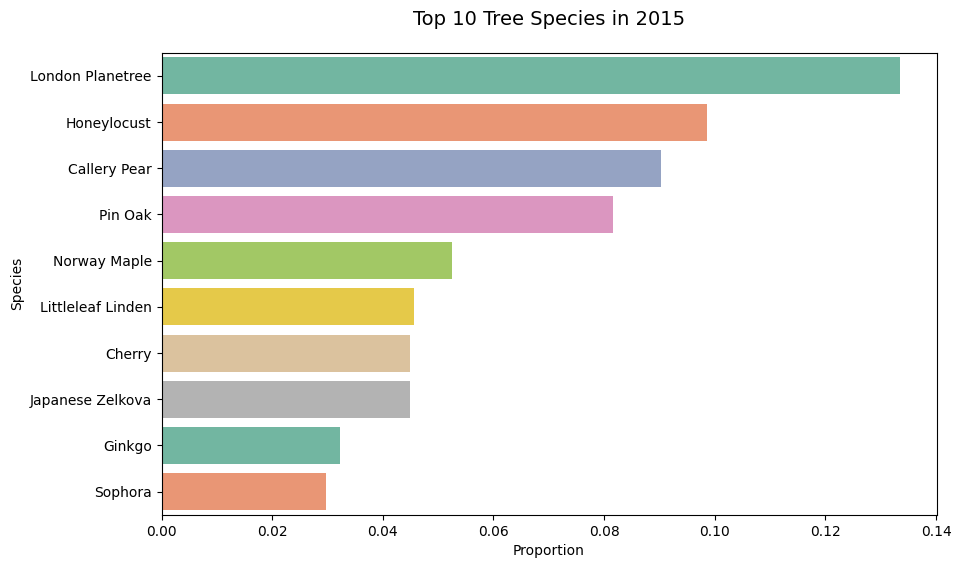 Top 10 Tree Species in 2015
Species
London Planetree
Honeylocust
Callery Pear
Pin Oak
Norway Maple
Littleleaf Linden
Cherry
Japanese Zelkova
Ginkgo
Sophora
0.00 0.02 0.04 0.06 0.08 0.10 0.12 0.14
Proportion